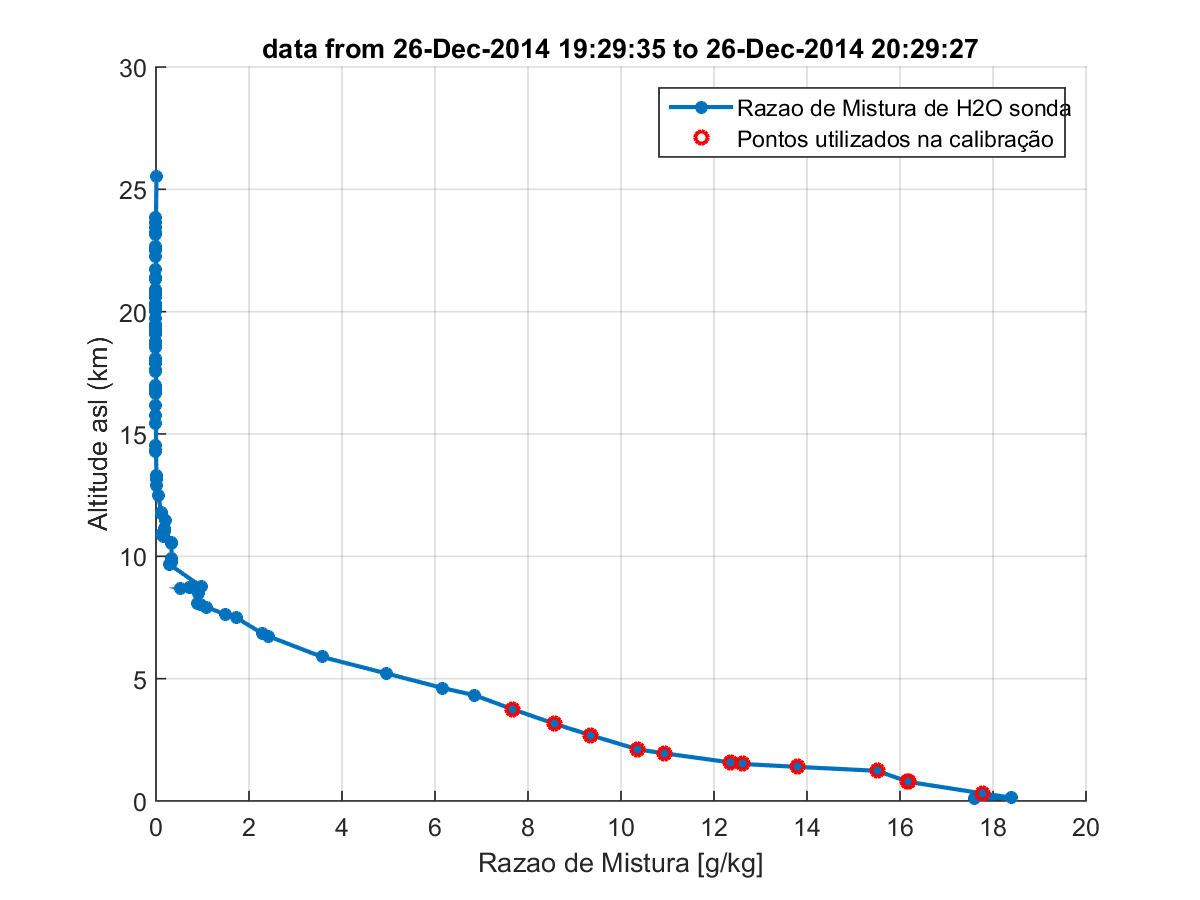 data from 26-Dec-2014 19:29:35 to 26-Dec-2014 20:29:27
30
25
20
15
10
5
0
Altitude asl (km)
Razao de Mistura de H2O sonda
Pontos utilizados na calibração
0 2 4 6 8 10 12 14 16 18 20
Razao de Mistura [g/kg]